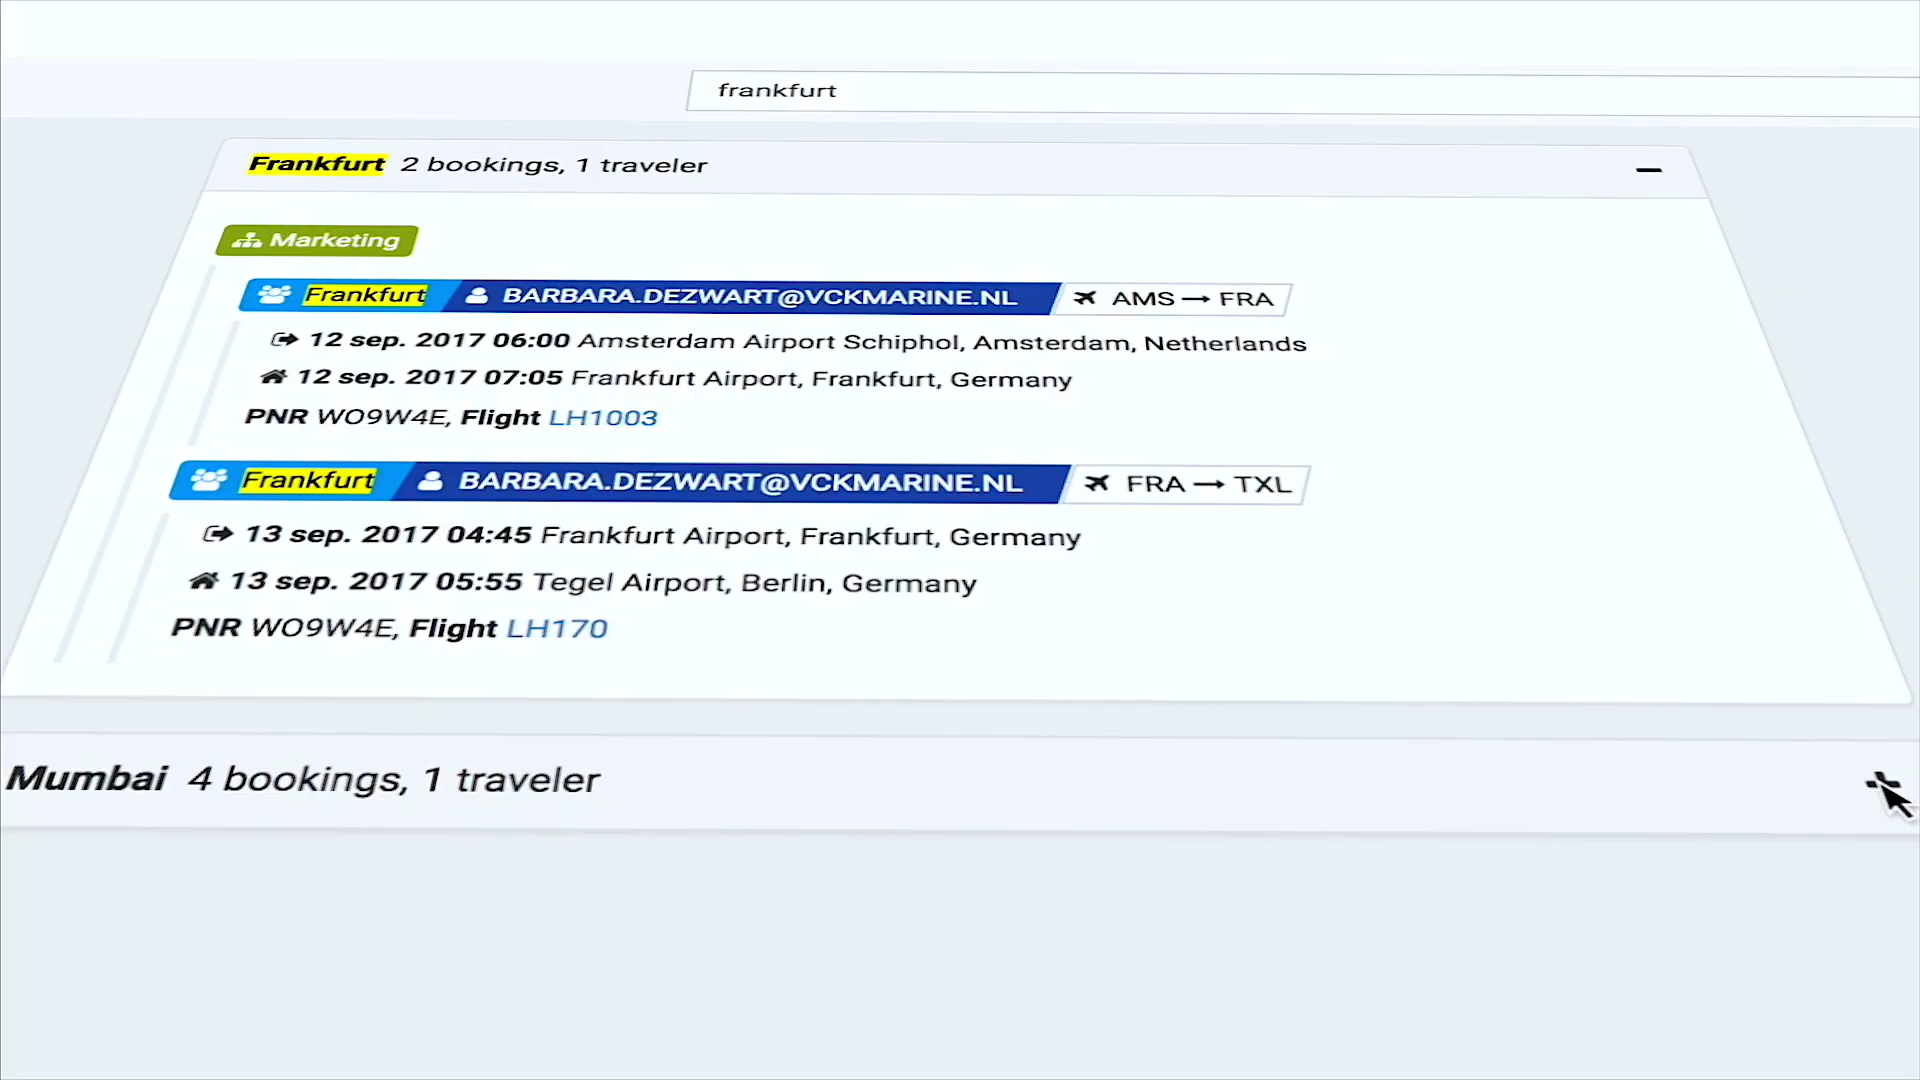 frankfurt
Frankfurt 2 bookings, 1 traveler
Marketing
Frankfurt BARBARA.DEZWART@VCKMARINE.NL AMS → FRA
12 sep. 2017 06:00 Amsterdam Airport Schiphol, Amsterdam, Netherlands
12 sep. 2017 07:05 Frankfurt Airport, Frankfurt, Germany
PNR WO9W4E, Flight LH1003
Frankfurt BARBARA.DEZWART@VCKMARINE.NL FRA → TXL
13 sep. 2017 04:45 Frankfurt Airport, Frankfurt, Germany
13 sep. 2017 05:55 Tegel Airport, Berlin, Germany
PNR WO9W4E, Flight LH170
Mumbai 4 bookings, 1 traveler